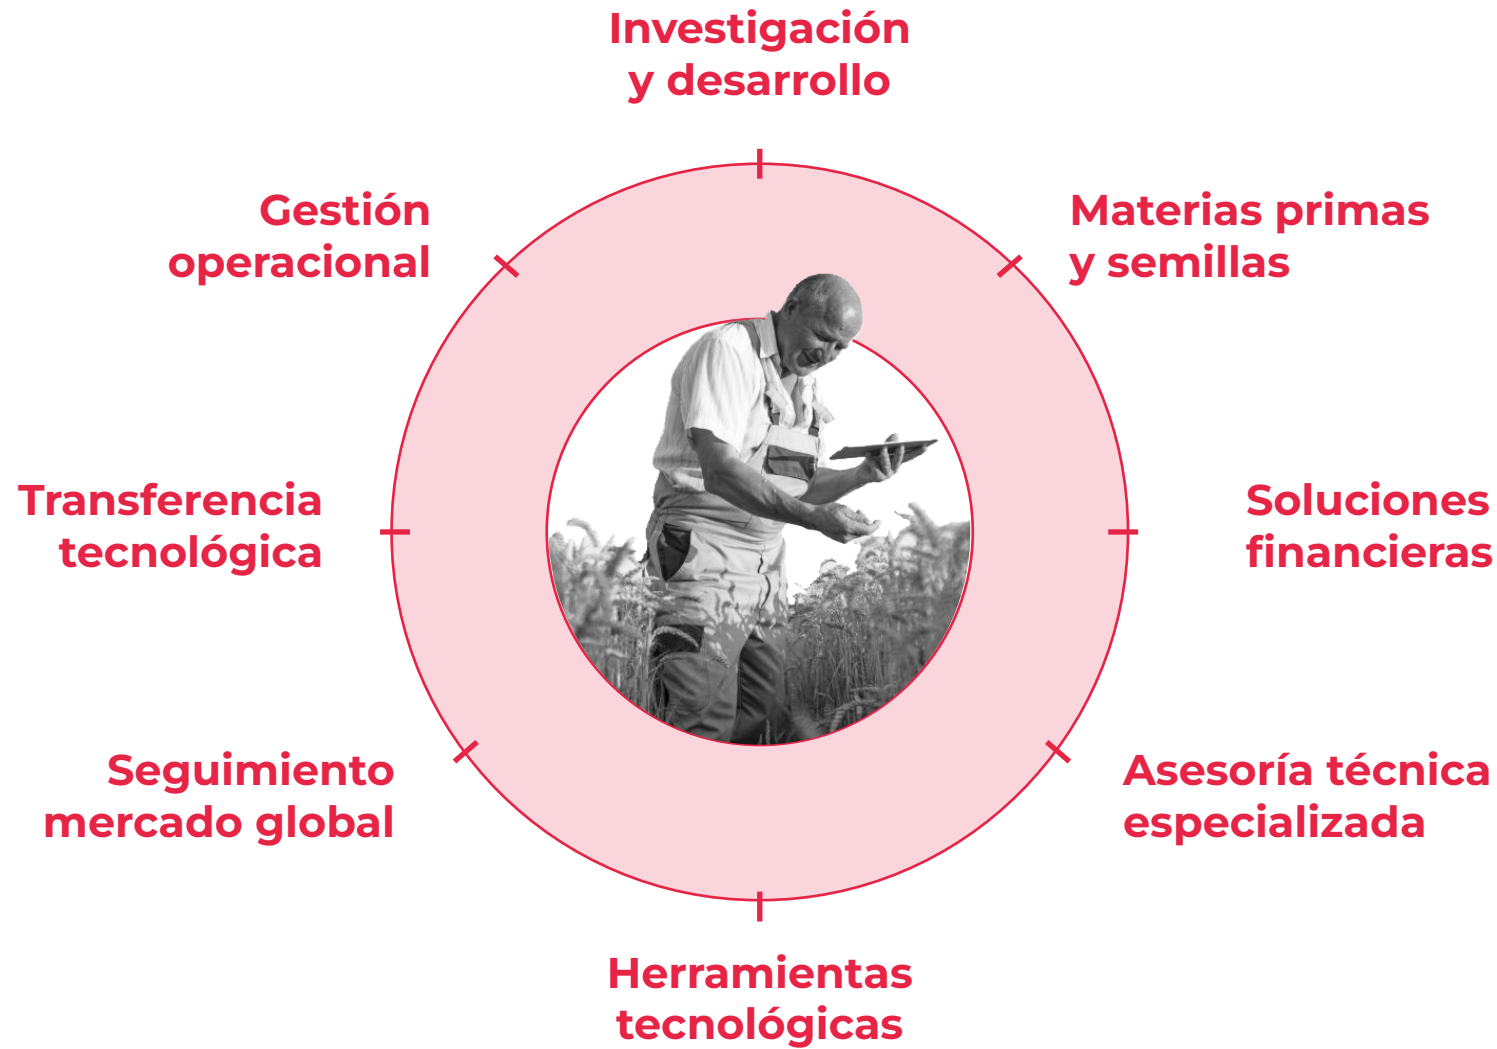 Investigación
y desarrollo
Materias primas
y semillas
Soluciones
financieras
Asesoría técnica
especializada
Herramientas
tecnológicas
Seguimiento
mercado global
Transferencia
tecnológica
Gestión
operacional